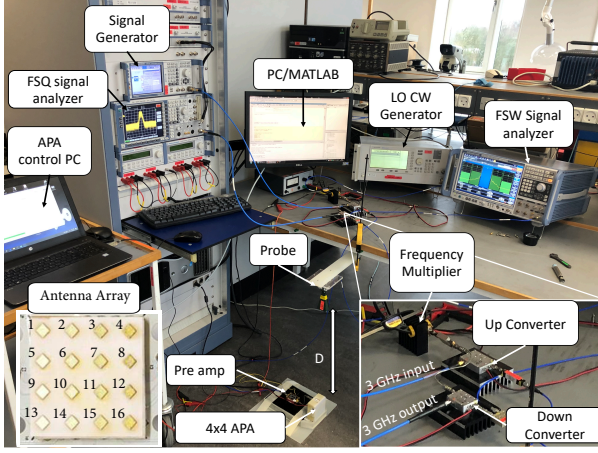 Signal
Generator
FSQ signal
analyzer
PC/MATLAB
LO CW
Generator
FSW Signal
analyzer
APA
control PC
Probe
Frequency
Multiplier
Antenna Array
1 2 3 4
5 6 7 8
9 10 11 12
13 14 15 16
D
Pre amp
4x4 APA
Up Converter
3 GHz input
3 GHz output
Down
Converter